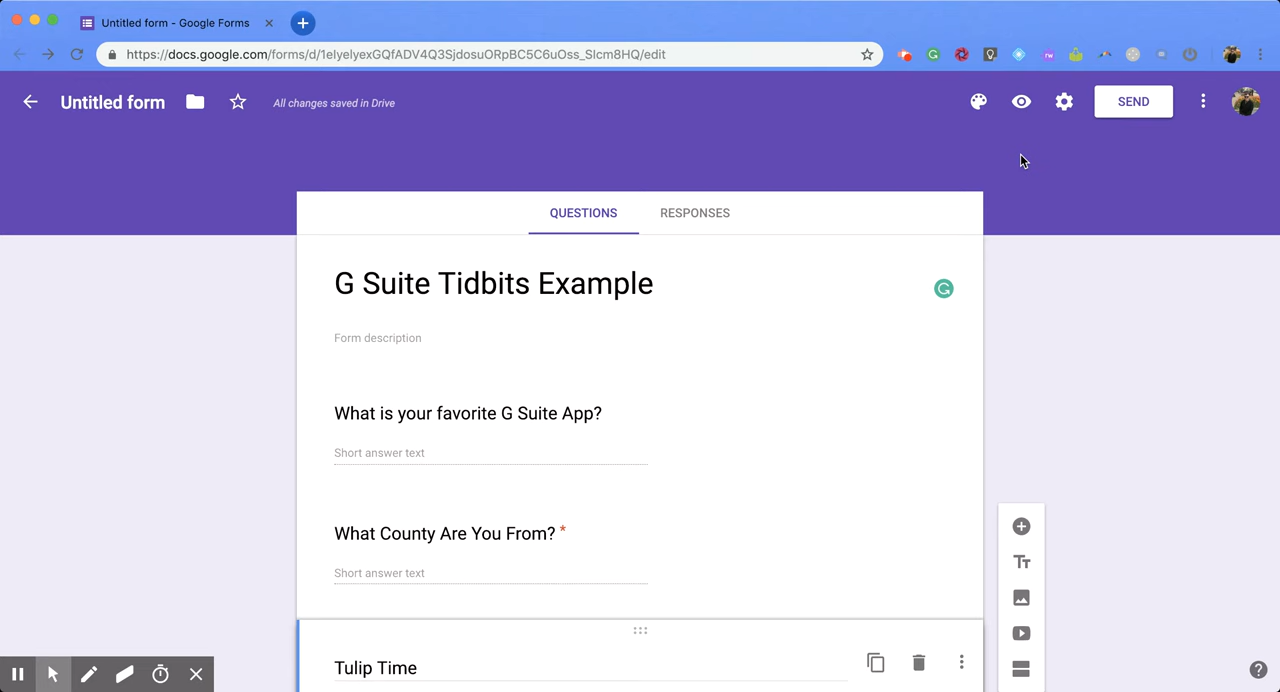 Untitled form - Google Forms
https://docs.google.com/forms/d/1eIyeIyexGQfADV4Q3SjdosuORpBC5C6uOss_SIcm8HQ/edit
Untitled form
All changes saved in Drive
SEND
QUESTIONS
RESPONSES
G Suite Tidbits Example
Form description
What is your favorite G Suite App?
Short answer text
What County Are You From? *
Short answer text
Tulip Time